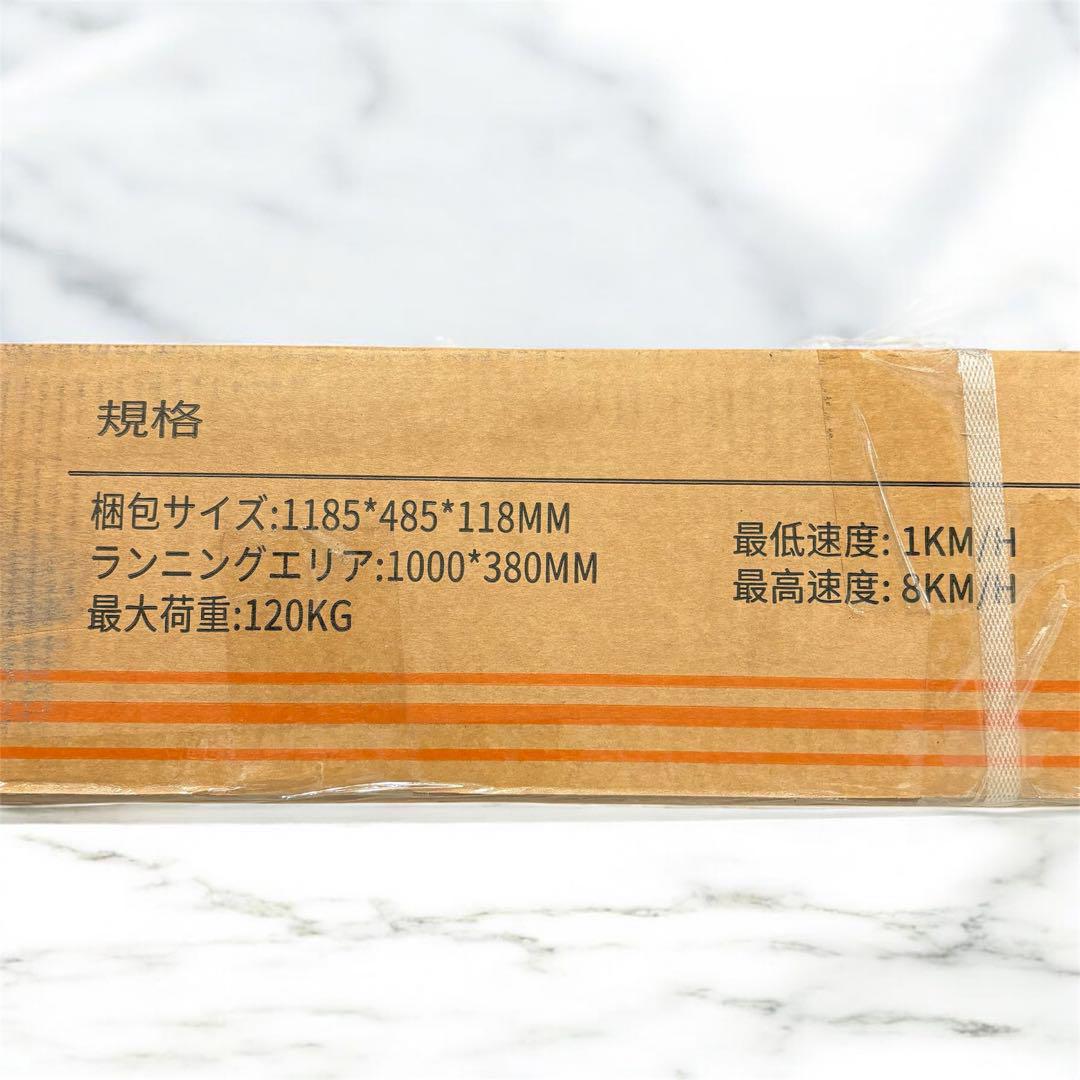 規格
梱包サイズ:1185*485*118MM
ランニングエリア:1000*380MM
最大荷重:120KG
最低速度: 1KM/H
最高速度: 8KM/H